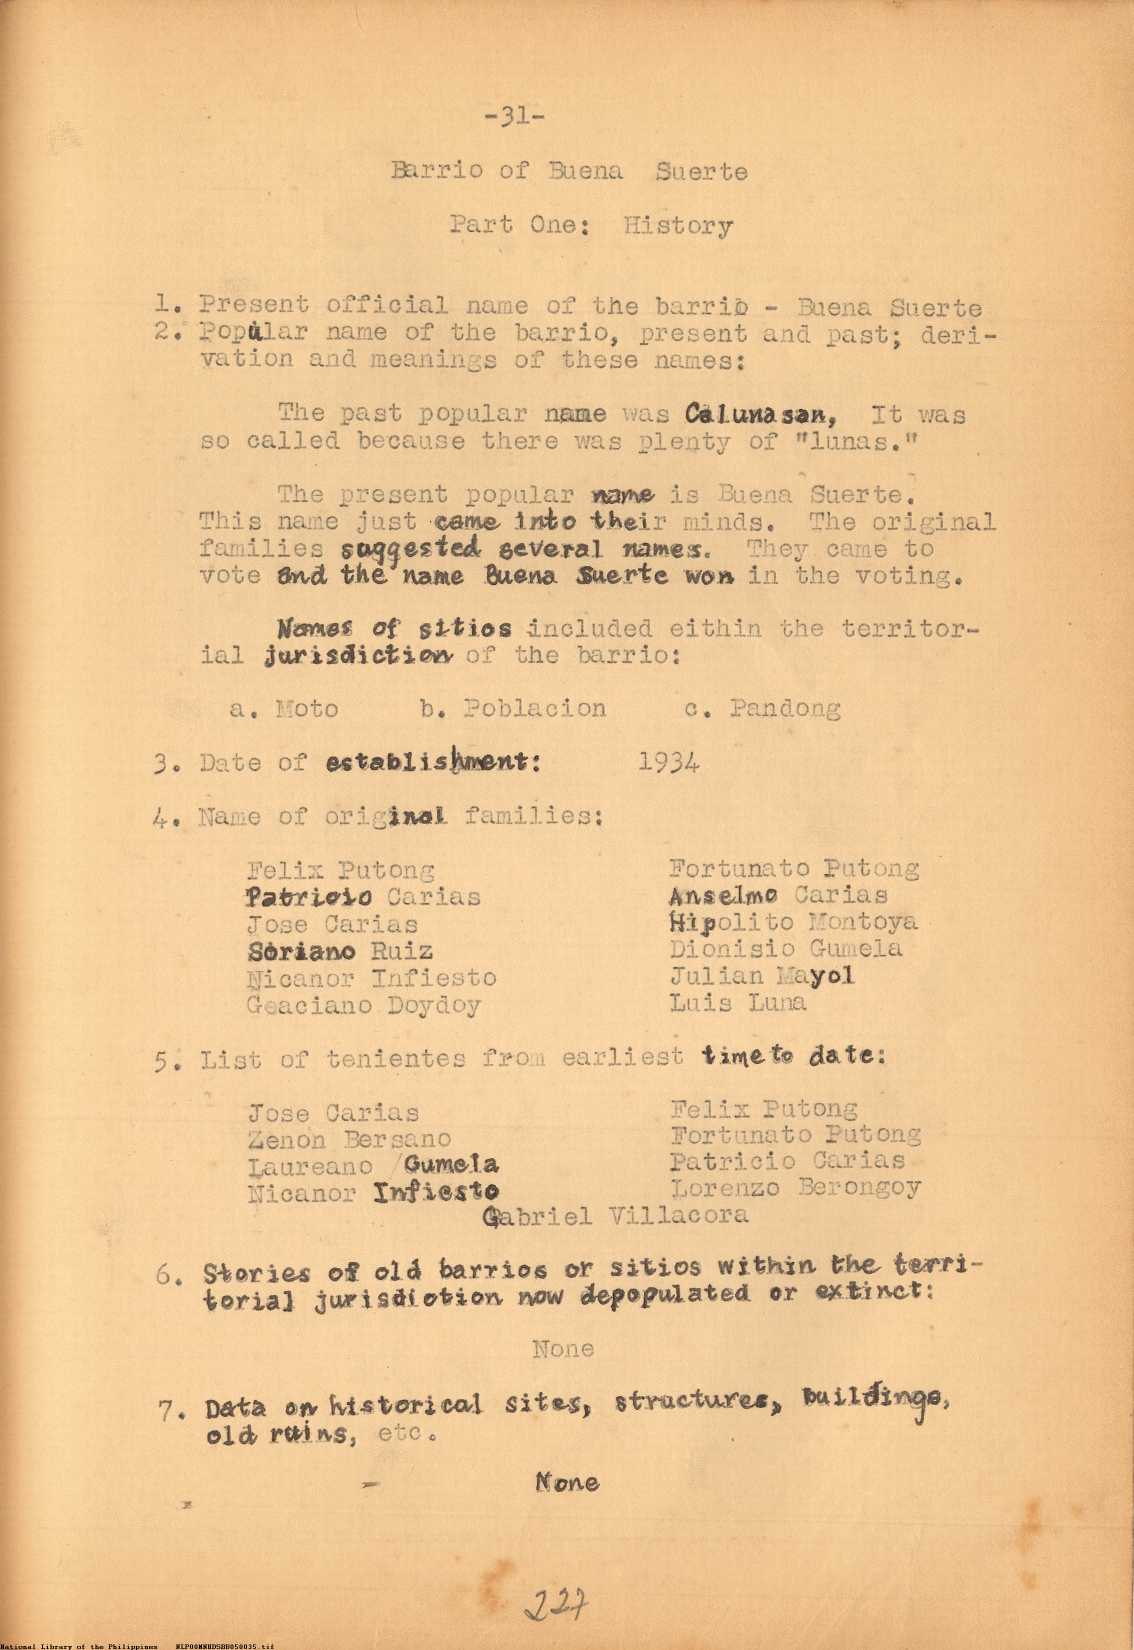 -31-
Barrio of Buena Suerte
Part One: History
1. Present official name of the barrio - Buena Suerte
2. Popular name of the barrio, present and past; deri-
vation and meanings of these names:
The past popular name was Calunasan, It was
so called because there was plenty of "lunas."
The present popular name is Buena Suerte.
This name just came into their minds. The original
families suggested several names. They came to
vote and the name Buena Suerte won in the voting.
Names of sitios included eithin the territor-
ial jurisdiction of the barrio:
a. Moto b. Poblacion c. Pandong
3. Date of establishment: 1934
4. Name of original families:
Felix Putong Fortunato Putong
Patricio Carias Anselmo Carias
Jose Carias Hipolito Montoya
Soriano Ruiz Dionisio Gumela
Nicanor Infiesto Julian Mayol
Geaciano Doydoy Luis Luna
5. List of tenientes from earliest time to date:
Jose Carias Felix Putong
Zenon Bersano Fortunato Putong
Laureano Gumela Patricio Carias
Nicanor Infiesto Lorenzo Berongoy
Gabriel Villacora
6. Stories of old barrios or sitios within the terri-
torial jurisdiction now depopulated or extinct:
None
7. Data on historical sites, structures, buildings,
old ruins, etc.
None
227
National Library of the Philippines NLPOOMNHDSBB050035.tif